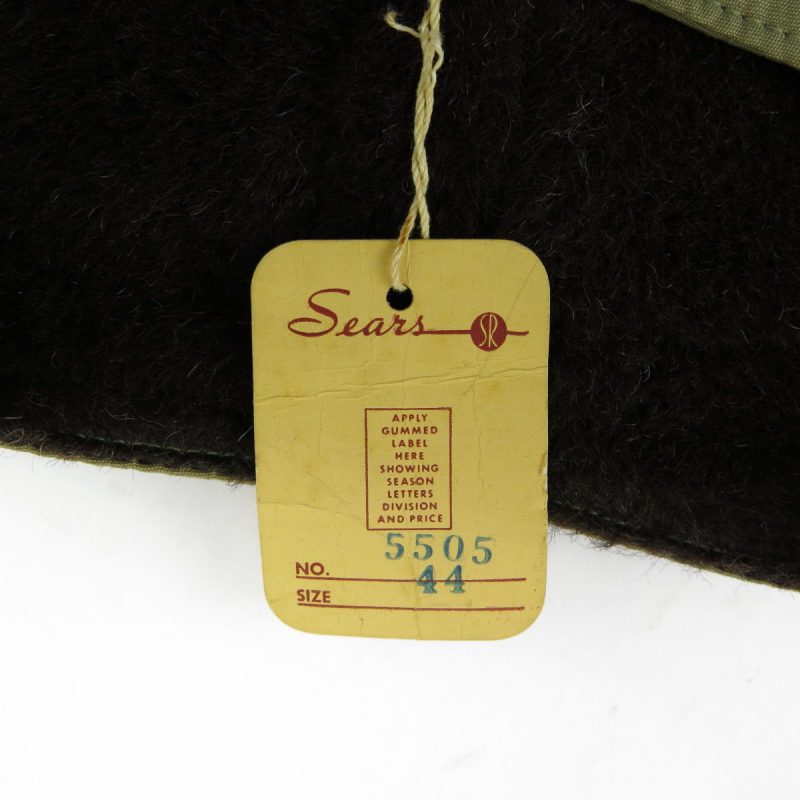 Sears SR
APPLY
GUMMED
LABEL
HERE
SHOWING
SEASON
LETTERS
DIVISION
AND PRICE
5505
NO. 44
SIZE